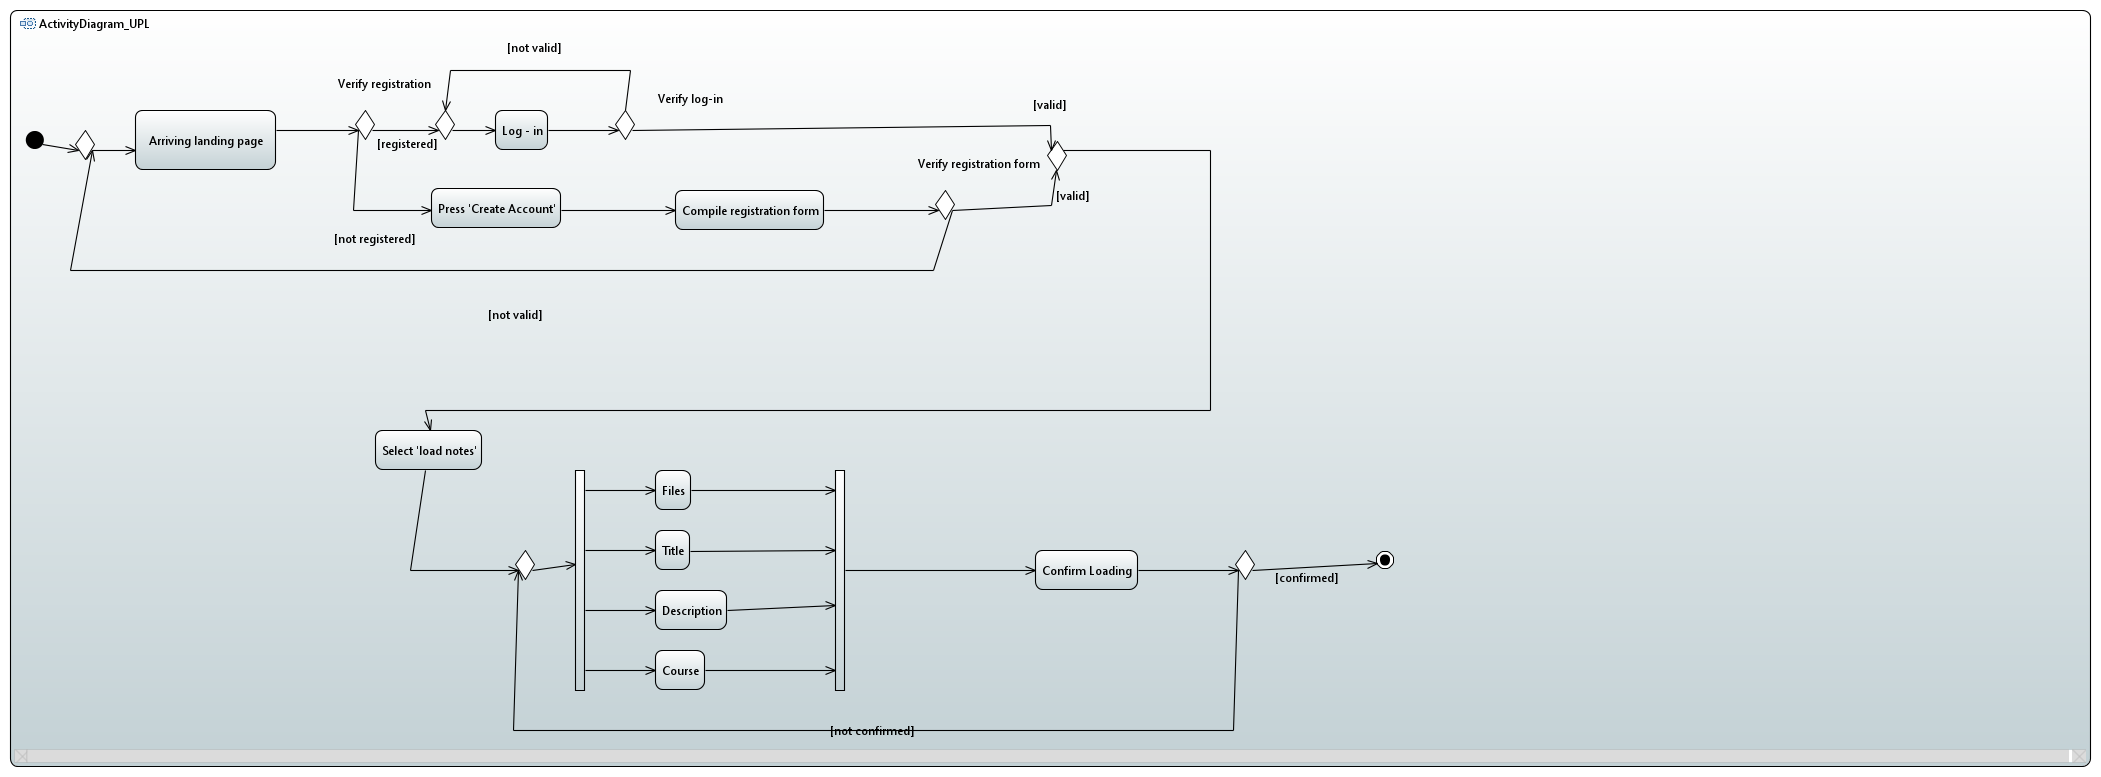 ActivityDiagram_UPL
[not valid]
Verify registration
Verify log-in
[valid]
Arriving landing page
Log - in
[registered]
Verify registration form
[valid]
Press 'Create Account'
Compile registration form
[not registered]
[not valid]
Select 'load notes'
Files
Title
Confirm Loading
[confirmed]
Description
Course
[not confirmed]